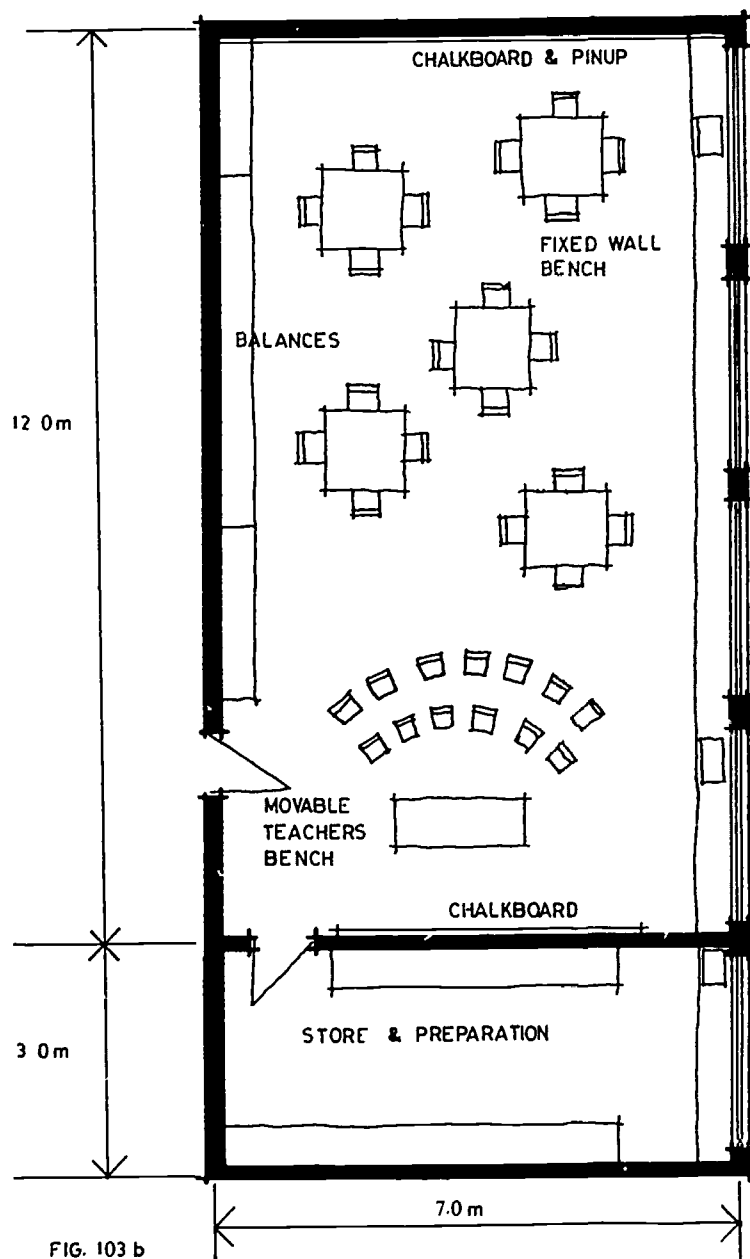 CHALKBOARD & PINUP
FIXED WALL
BENCH
BALANCES
12 0m
MOVABLE
TEACHERS
BENCH
CHALKBOARD
STORE & PREPARATION
3 0m
7.0 m
FIG. 103 b